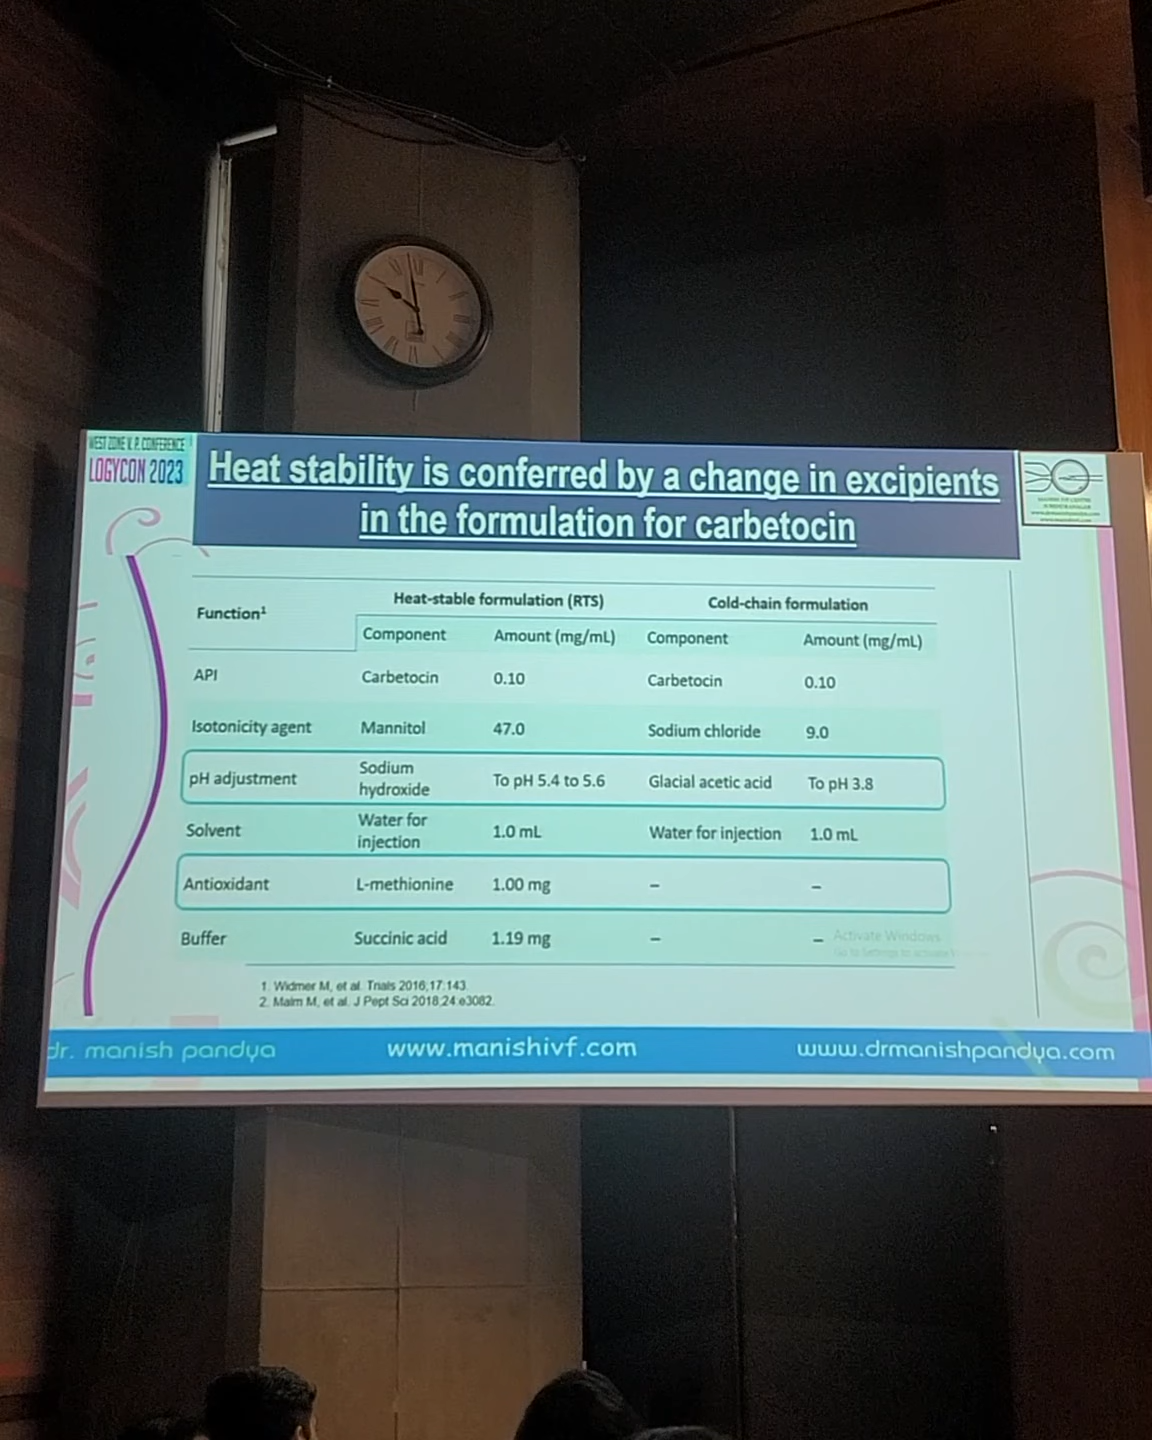 WEST ZONE V. P. CONFERENCE
LOGYCON 2023
Heat stability is conferred by a change in excipients
in the formulation for carbetocin
Function¹ Heat-stable formulation (RTS) Cold-chain formulation
Component Amount (mg/mL) Component Amount (mg/mL)
API Carbetocin 0.10 Carbetocin 0.10
Isotonicity agent Mannitol 47.0 Sodium chloride 9.0
pH adjustment Sodium hydroxide To pH 5.4 to 5.6 Glacial acetic acid To pH 3.8
Solvent Water for injection 1.0 mL Water for injection 1.0 mL
Antioxidant L-methionine 1.00 mg – –
Buffer Succinic acid 1.19 mg – –
Activate Windows
1. Widmer M, et al. Trials 2016;17:143.
2. Malm M, et al. J Pept Sci 2018;24:e3082.
dr. manish pandya www.manishivf.com www.drmanishpandya.com